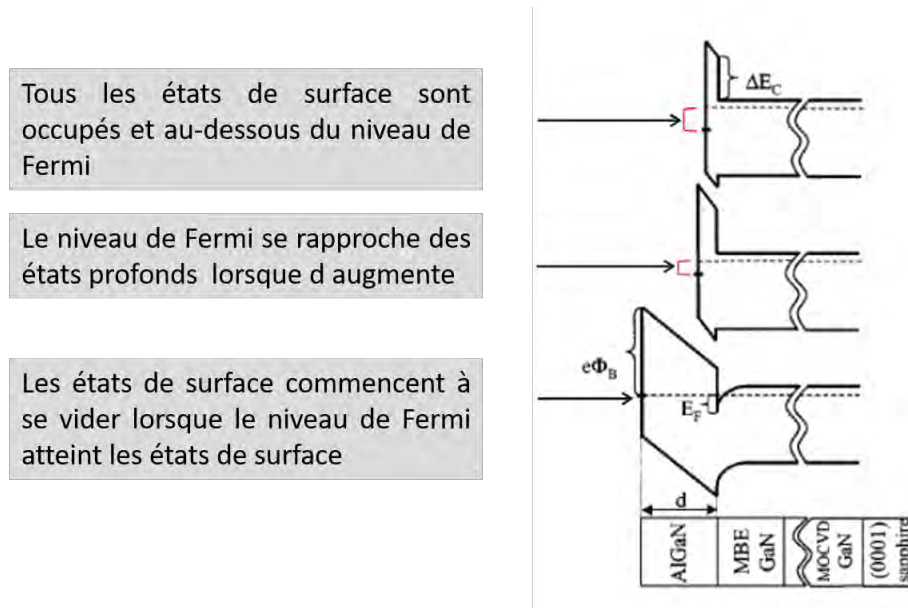 Tous les états de surface sont
occupés et au-dessous du niveau de
Fermi
Le niveau de Fermi se rapproche des
états profonds lorsque d augmente
Les états de surface commencent à
se vider lorsque le niveau de Fermi
atteint les états de surface
ΔE_C
eΦ_B
E_F
d
AlGaN
MBE
GaN
MOCVD
GaN
(0001)
sapphire